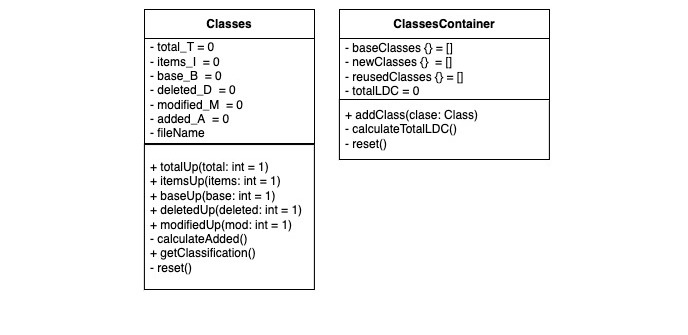 Classes
- total_T = 0
- items_I = 0
- base_B = 0
- deleted_D = 0
- modified_M = 0
- added_A = 0
- fileName
+ totalUp(total: int = 1)
+ itemsUp(items: int = 1)
+ baseUp(base: int = 1)
+ deletedUp(deleted: int = 1)
+ modifiedUp(mod: int = 1)
- calculateAdded()
+ getClassification()
- reset()
ClassesContainer
- baseClasses {} = []
- newClasses {} = []
- reusedClasses {} = []
- totalLDC = 0
+ addClass(clase: Class)
- calculateTotalLDC()
- reset()